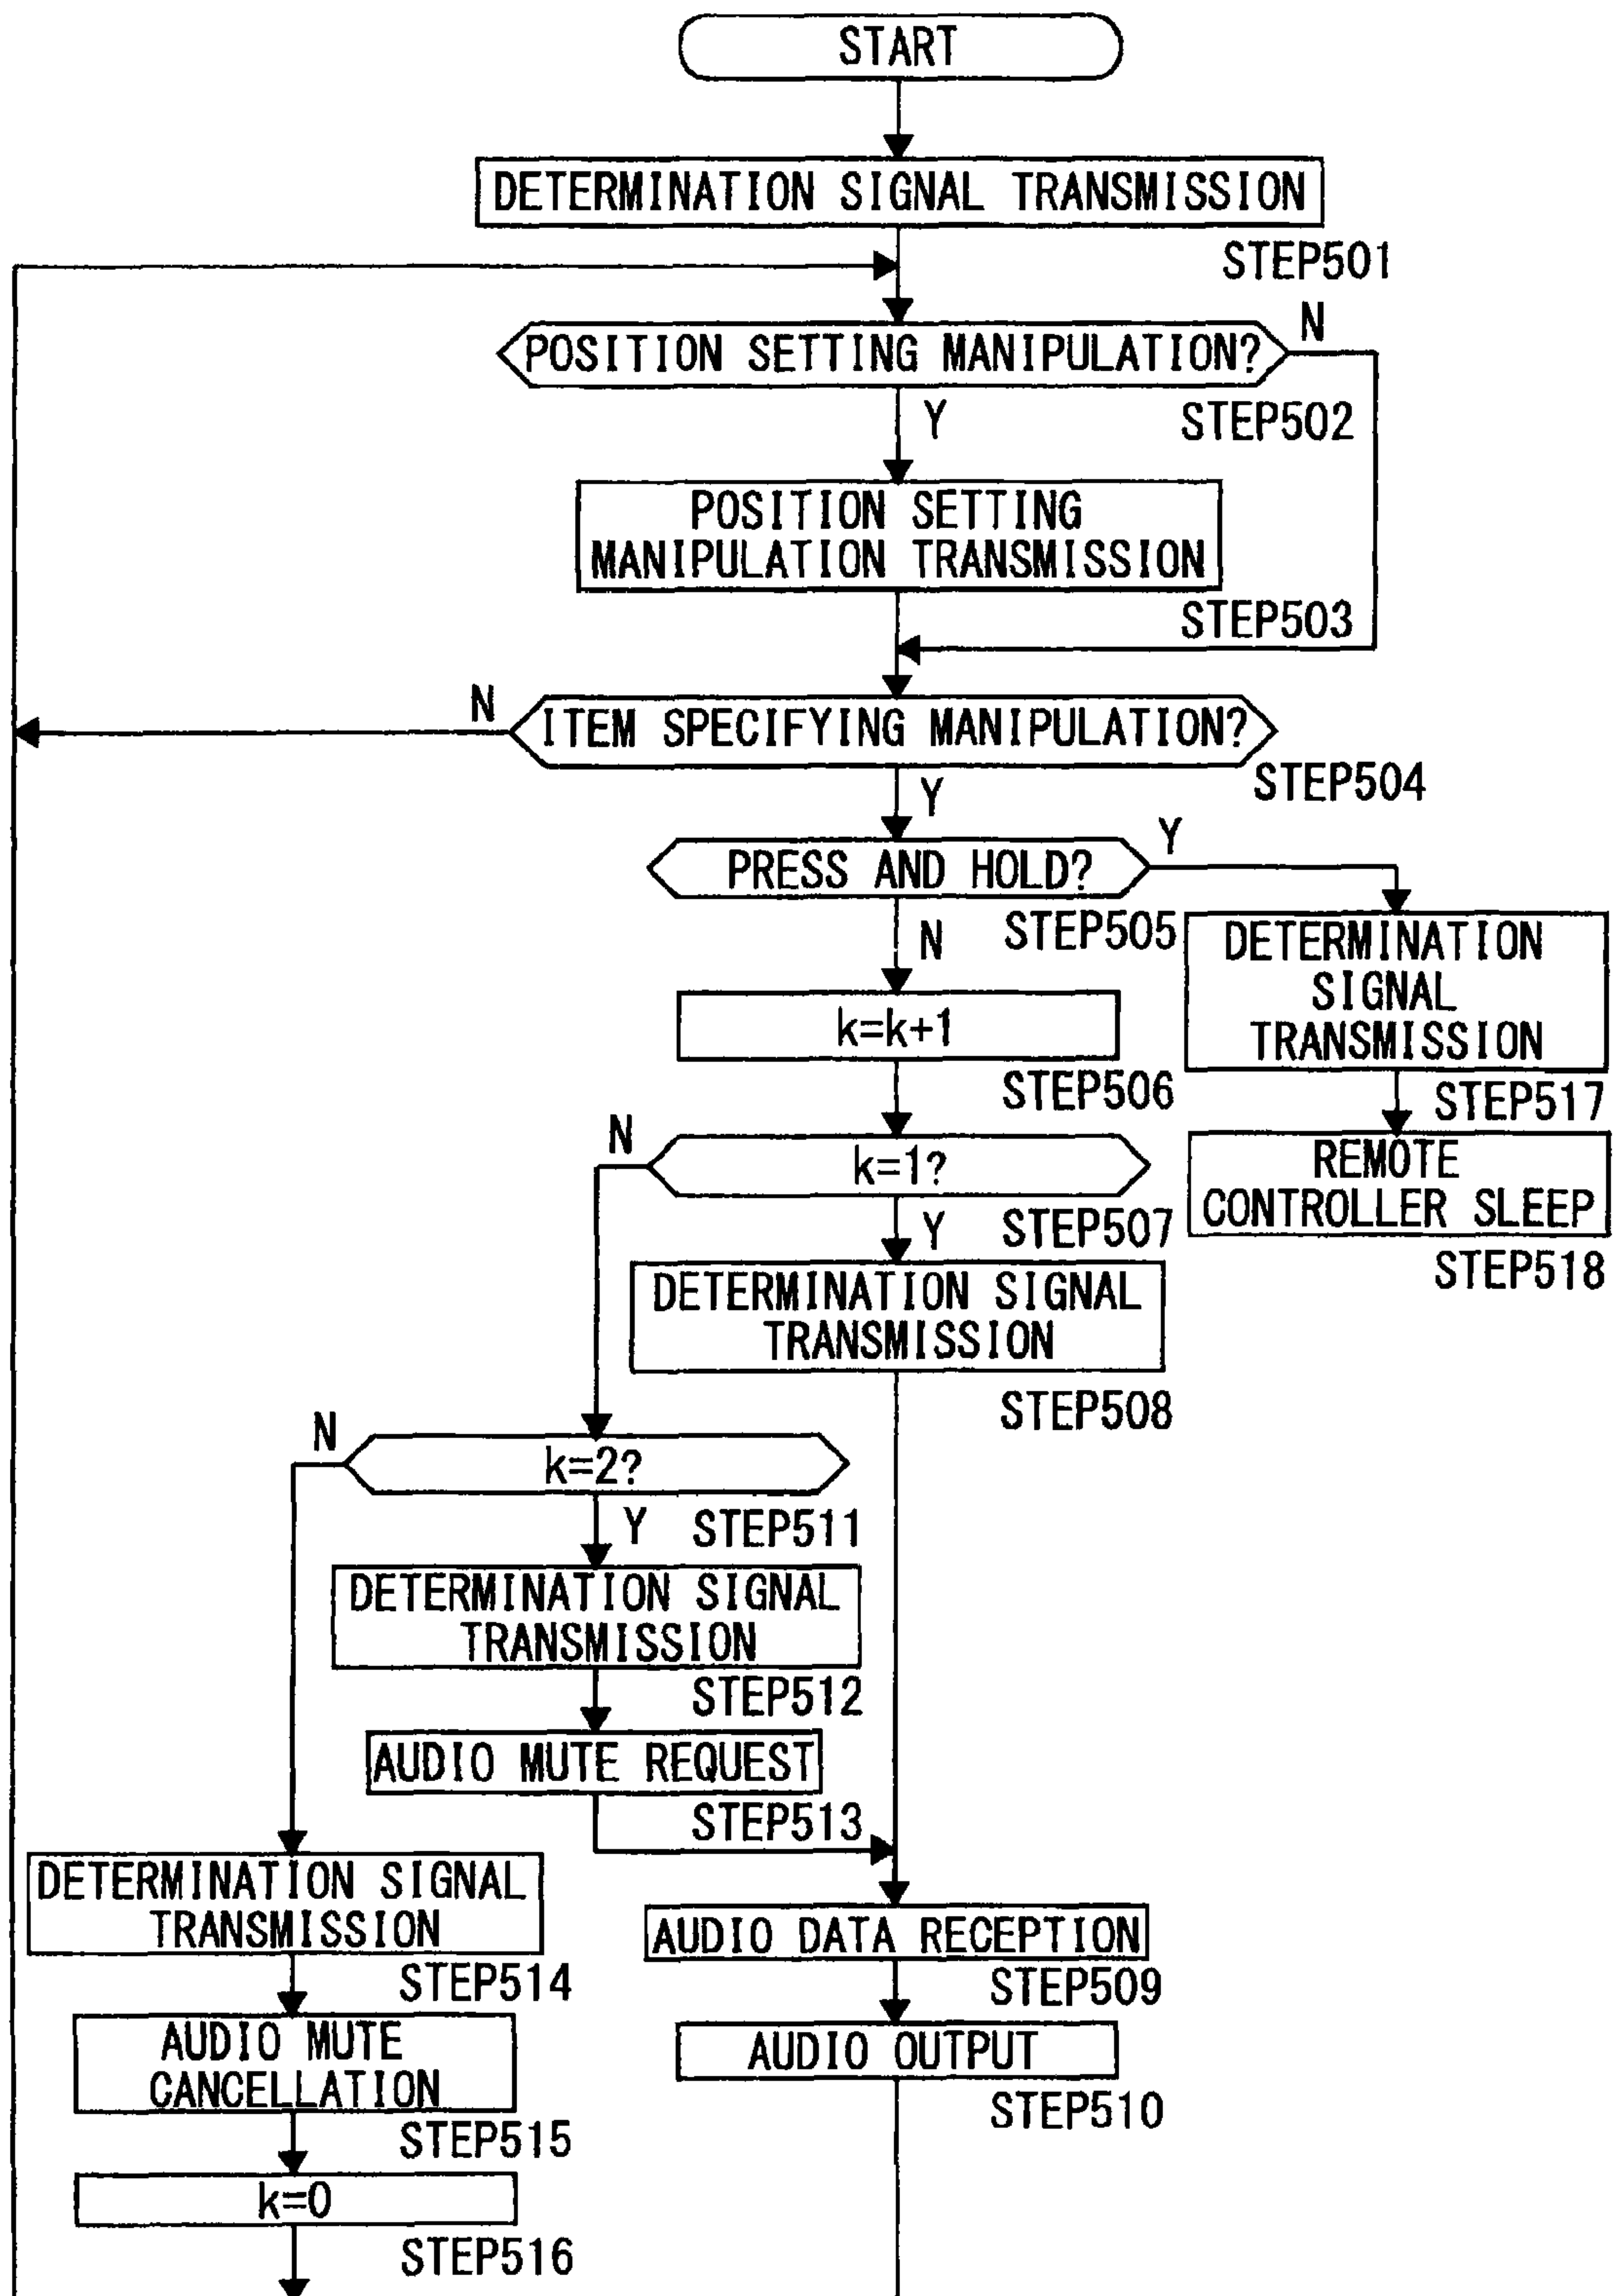 START
DETERMINATION SIGNAL TRANSMISSION
STEP501
POSITION SETTING MANIPULATION?
N
STEP502
Y
POSITION SETTING
MANIPULATION TRANSMISSION
STEP503
N
ITEM SPECIFYING MANIPULATION?
STEP504
Y
PRESS AND HOLD?
Y
STEP505
N
DETERMINATION
SIGNAL
TRANSMISSION
STEP517
REMOTE
CONTROLLER SLEEP
STEP518
k=k+1
STEP506
N
k=1?
STEP507
Y
DETERMINATION SIGNAL
TRANSMISSION
STEP508
N
k=2?
STEP511
Y
DETERMINATION SIGNAL
TRANSMISSION
STEP512
AUDIO MUTE REQUEST
STEP513
DETERMINATION SIGNAL
TRANSMISSION
STEP514
AUDIO MUTE
CANCELLATION
STEP515
k=0
STEP516
AUDIO DATA RECEPTION
STEP509
AUDIO OUTPUT
STEP510